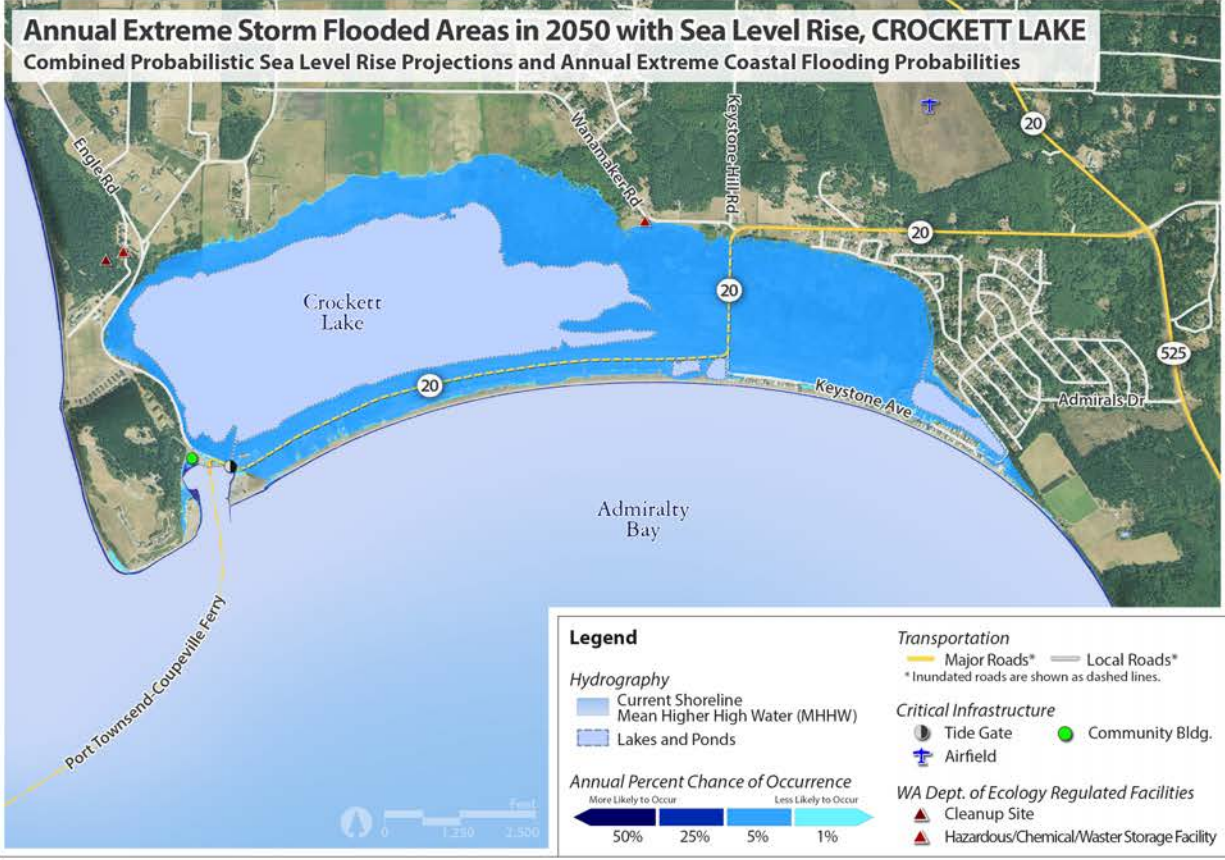 Annual Extreme Storm Flooded Areas in 2050 with Sea Level Rise, CROCKETT LAKE
Combined Probabilistic Sea Level Rise Projections and Annual Extreme Coastal Flooding Probabilities
Engle Rd
Wanamaker Rd
Keystone Hill Rd
20
20
20
20
525
Crockett
Lake
Keystone Ave
Admirals Dr
Admiralty
Bay
Port Townsend-Coupeville Ferry
feet
0 1,250 2,500
Legend
Hydrography
Current Shoreline
Mean Higher High Water (MHHW)
Lakes and Ponds
Annual Percent Chance of Occurrence
More Likely to Occur Less Likely to Occur
50% 25% 5% 1%
Transportation
Major Roads* Local Roads*
* Inundated roads are shown as dashed lines.
Critical Infrastructure
Tide Gate Community Bldg.
Airfield
WA Dept. of Ecology Regulated Facilities
Cleanup Site
Hazardous/Chemical/Waster Storage Facility